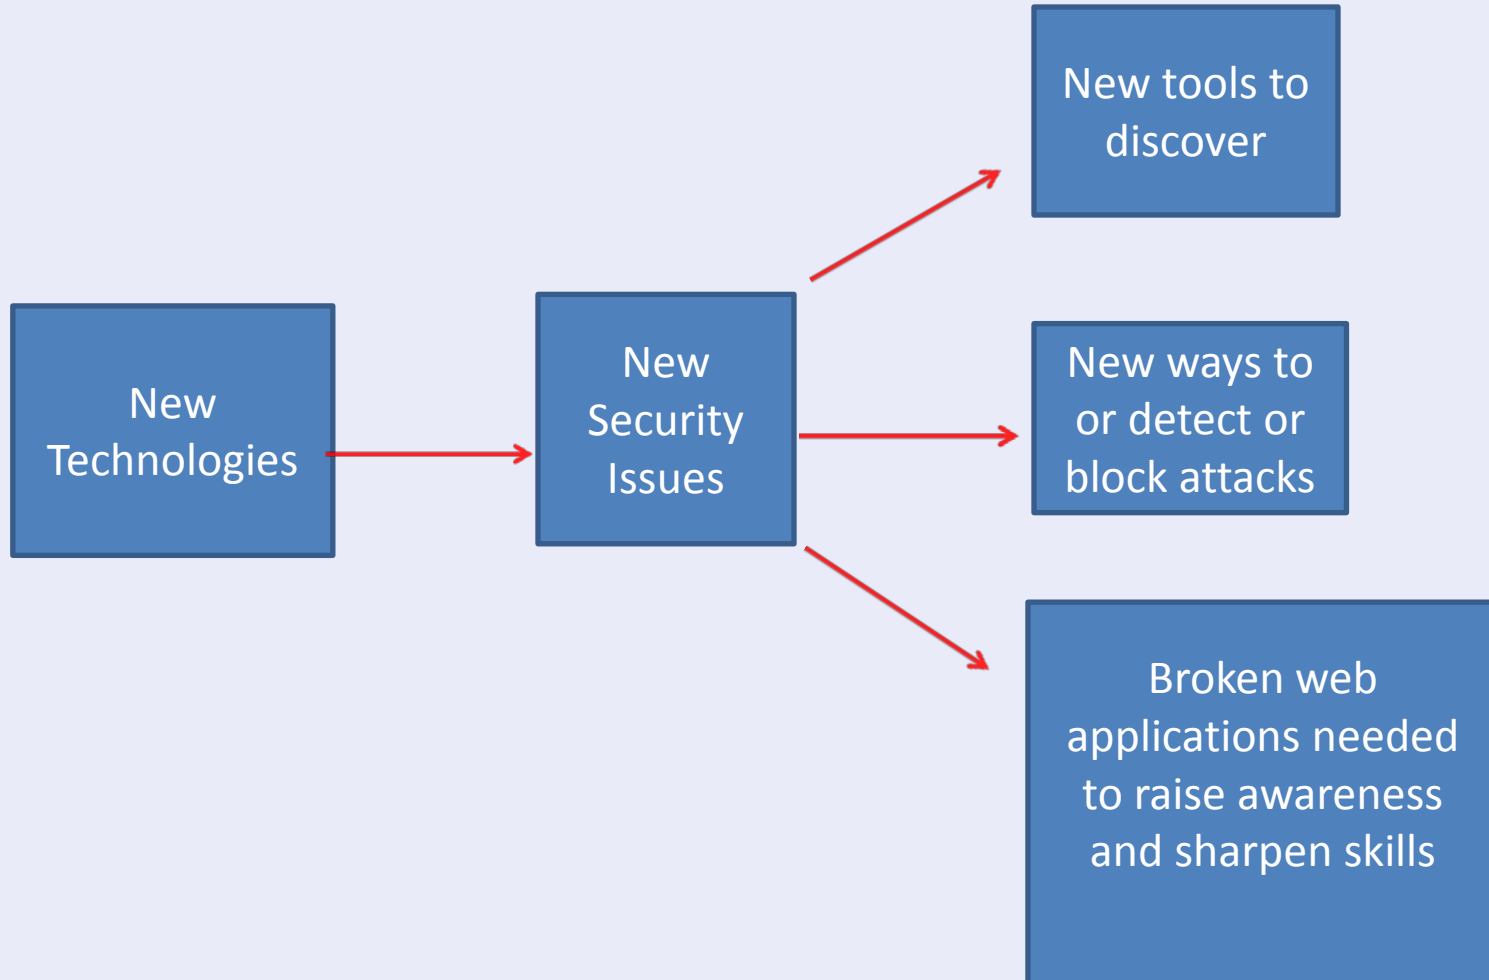 New
Technologies
New
Security
Issues
New tools to
discover
New ways to
or detect or
block attacks
Broken web
applications needed
to raise awareness
and sharpen skills